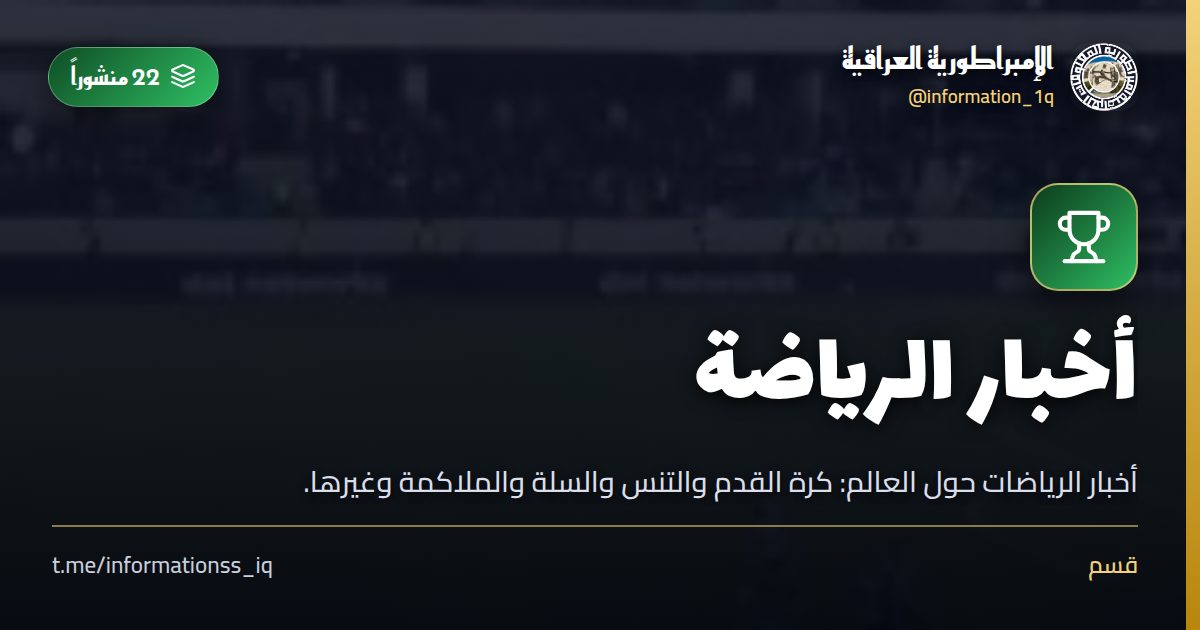 الإمبراطورية العراقية
@information_1q
22 منشوراً
أخبار الرياضة
أخبار الرياضات حول العالم: كرة القدم والتنس والسلة والملاكمة وغيرها.
قسم
t.me/informationss_iq